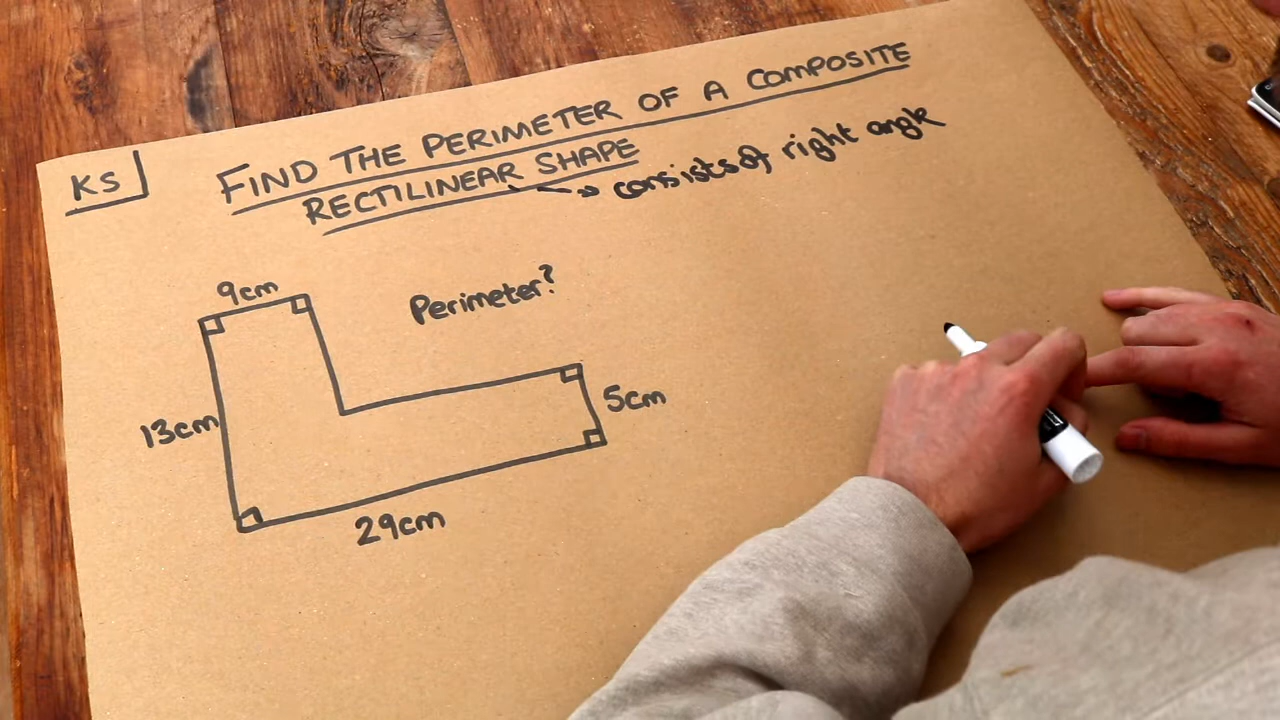 KS
FIND THE PERIMETER OF A COMPOSITE
RECTILINEAR SHAPE
consists of right angle
9cm
Perimeter?
13cm
5cm
29cm